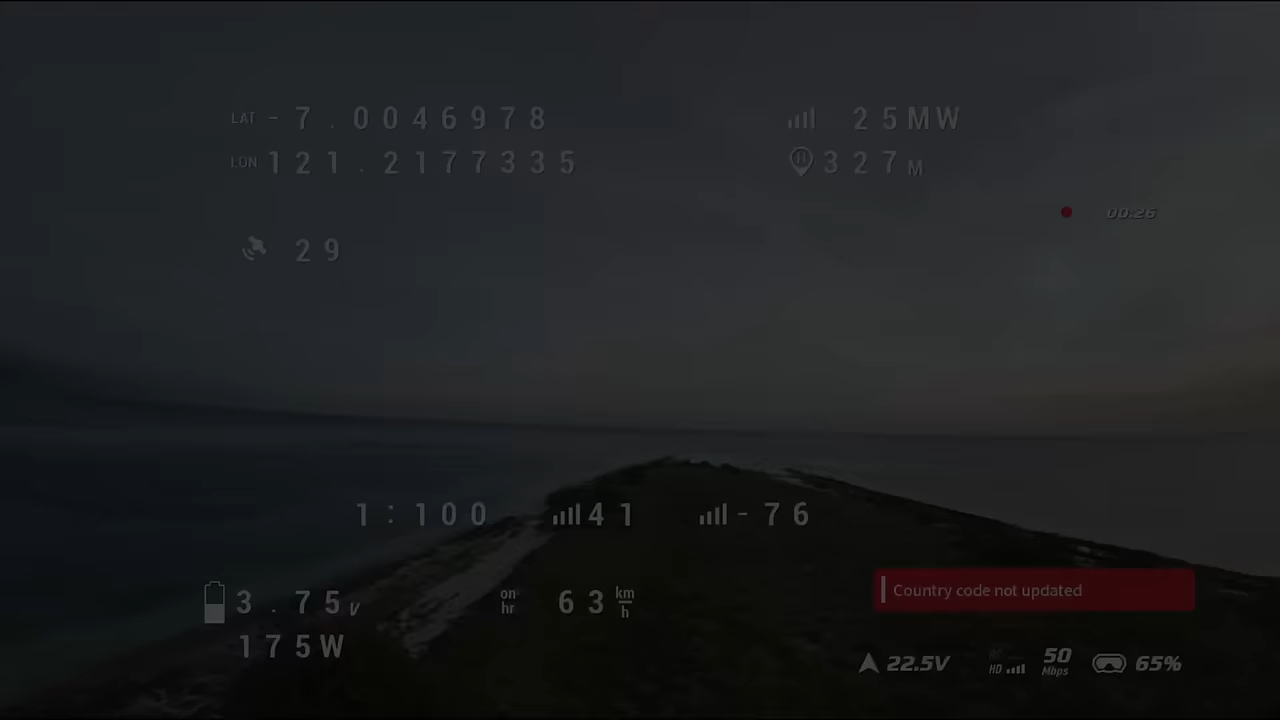 LAT -7.0046978
LON 121.2177335
25MW
H 327M
00:26
29
1:100
41
-76
3.75V
175W
on hr
63 km/h
Country code not updated
22.5V
HD
50 Mbps
65%